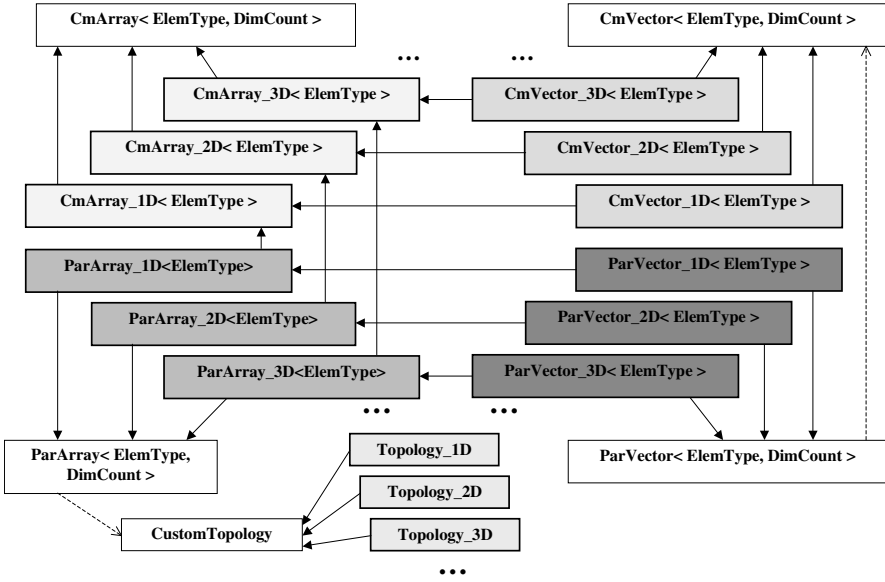 CmArray< ElemType, DimCount >
CmVector< ElemType, DimCount >
... ...
CmArray_3D< ElemType >
CmVector_3D< ElemType >
CmArray_2D< ElemType >
CmVector_2D< ElemType >
CmArray_1D< ElemType >
CmVector_1D< ElemType >
ParArray_1D<ElemType>
ParVector_1D< ElemType >
ParArray_2D<ElemType>
ParVector_2D< ElemType >
ParArray_3D<ElemType>
ParVector_3D< ElemType >
... ...
ParArray< ElemType,
DimCount >
ParVector< ElemType, DimCount >
Topology_1D
Topology_2D
CustomTopology
Topology_3D
...